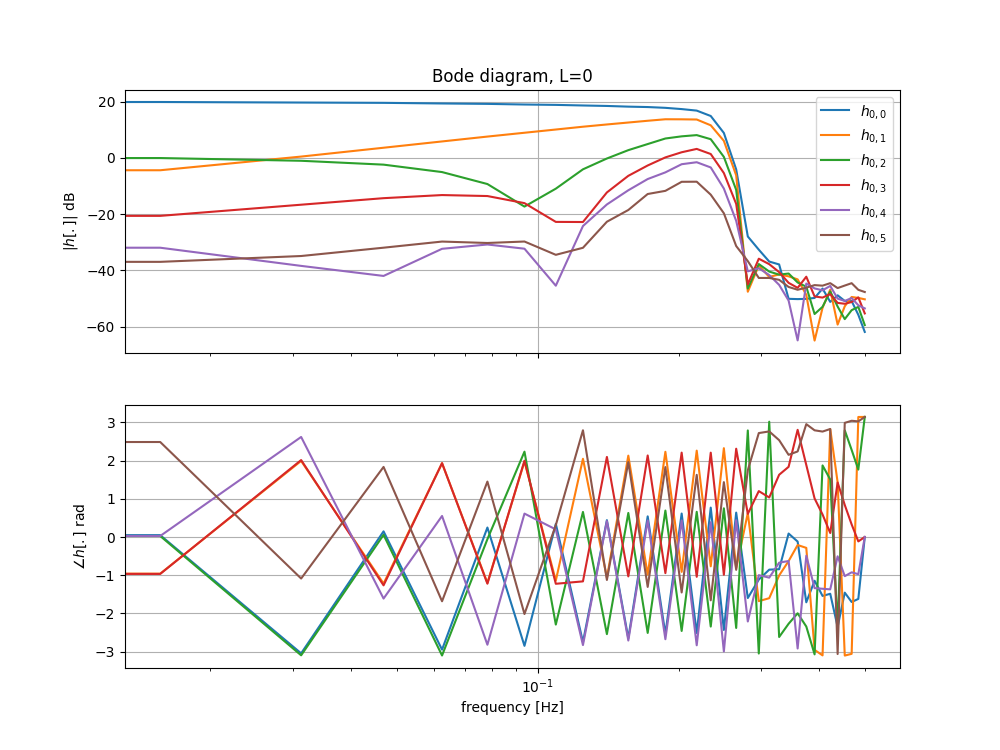 Bode diagram, L=0
|h[.]| dB
20
0
−20
−40
−60
h0,0
h0,1
h0,2
h0,3
h0,4
h0,5
∠h[.] rad
3
2
1
0
−1
−2
−3
10−1
frequency [Hz]